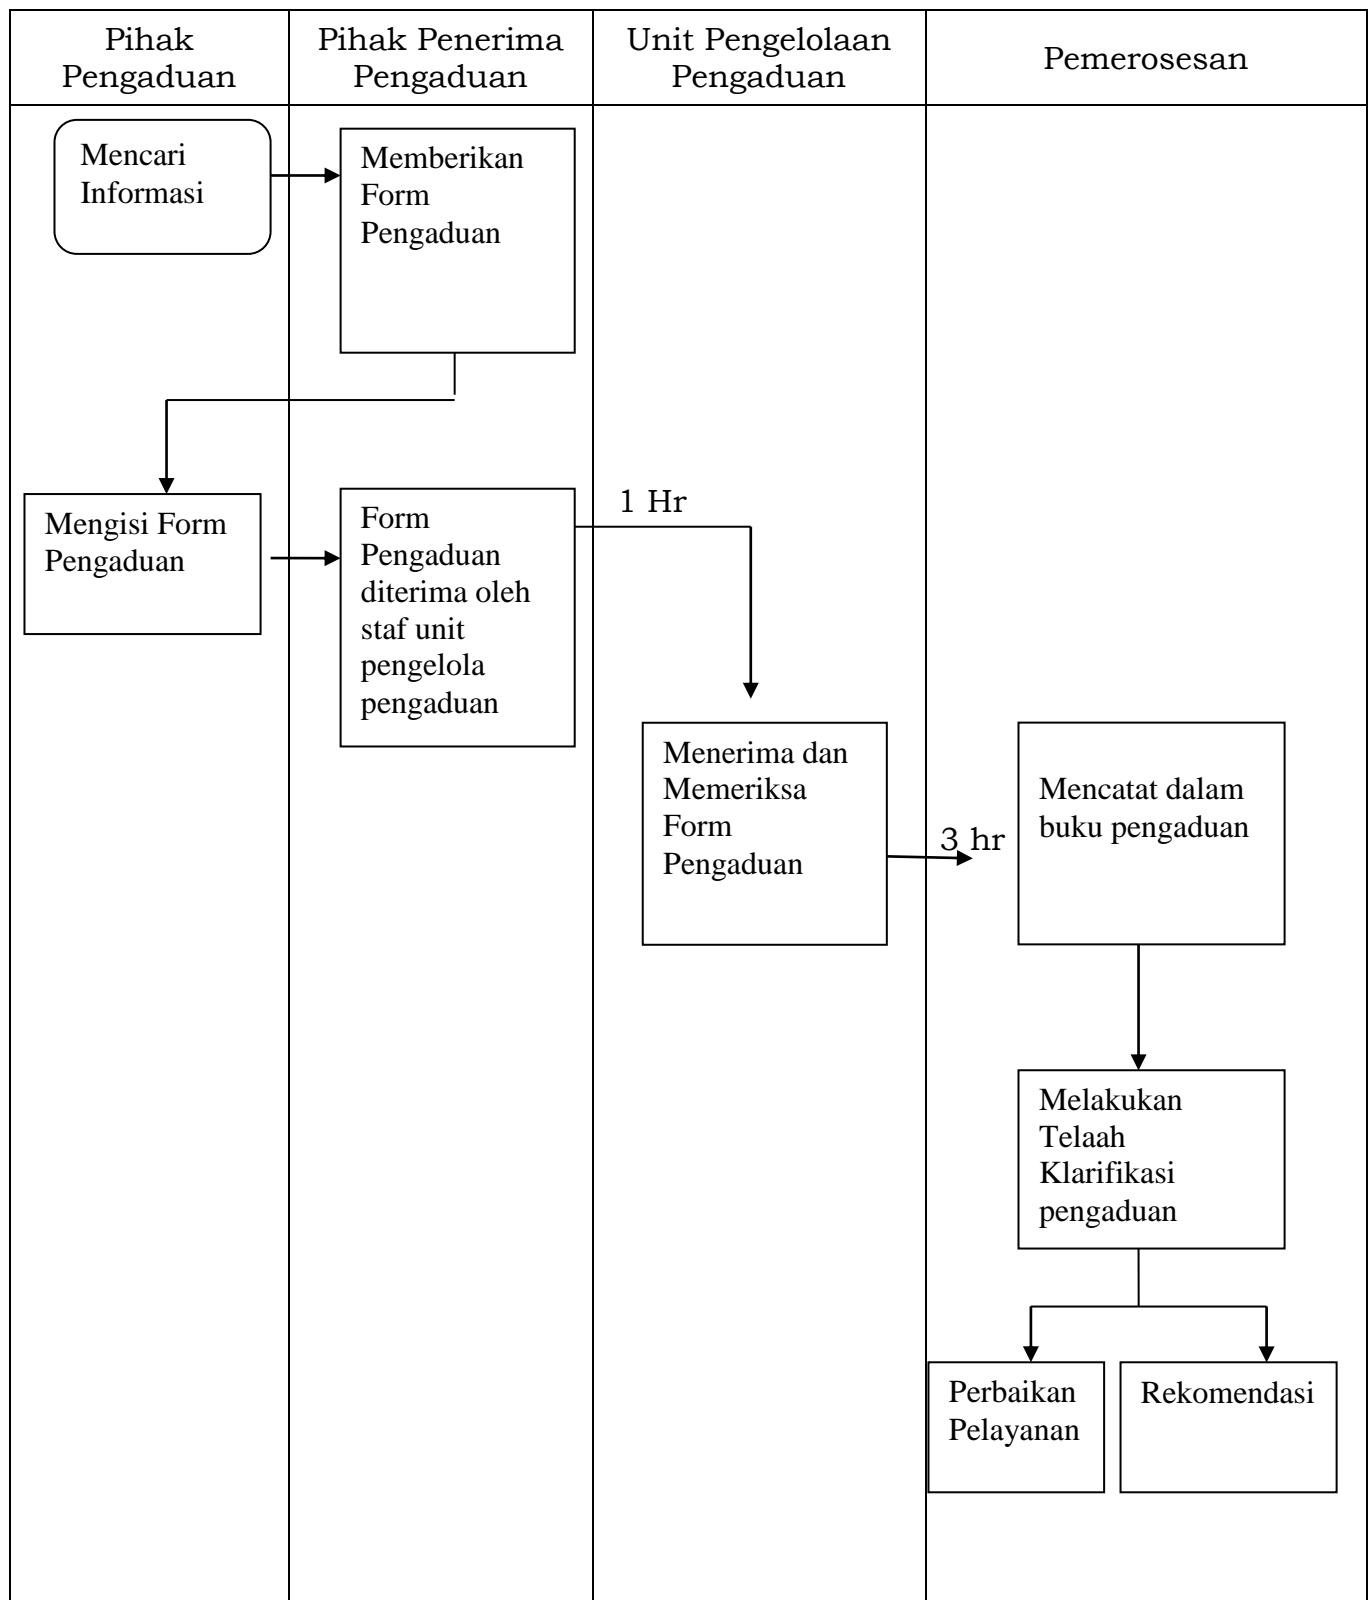 Pihak
Pengaduan
Pihak Penerima
Pengaduan
Unit Pengelolaan
Pengaduan
Pemerosesan
Mencari
Informasi
Memberikan
Form
Pengaduan
Mengisi Form
Pengaduan
Form
Pengaduan
diterima oleh
staf unit
pengelola
pengaduan
1 Hr
Menerima dan
Memeriksa
Form
Pengaduan
3 hr
Mencatat dalam
buku pengaduan
Melakukan
Telaah
Klarifikasi
pengaduan
Perbaikan
Pelayanan
Rekomendasi